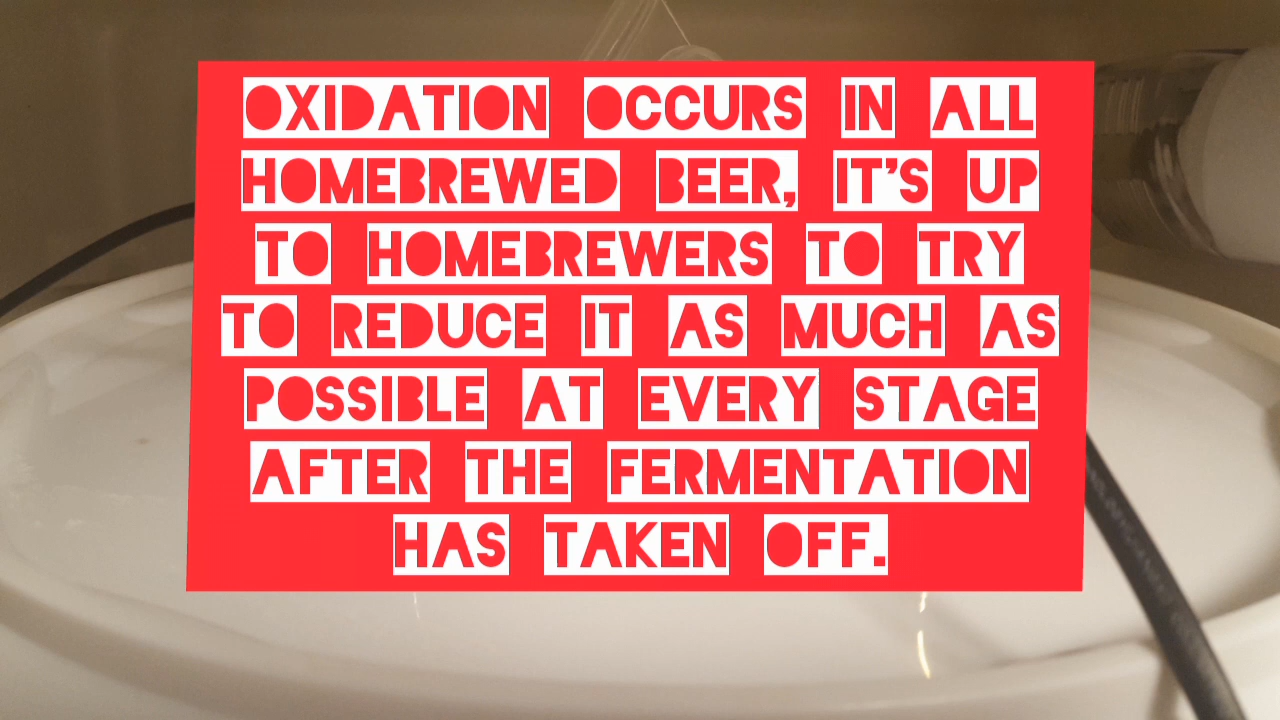 OXIDATION OCCURS IN ALL
HOMEBREWED BEER, IT'S UP
TO HOMEBREWERS TO TRY
TO REDUCE IT AS MUCH AS
POSSIBLE AT EVERY STAGE
AFTER THE FERMENTATION
HAS TAKEN OFF.